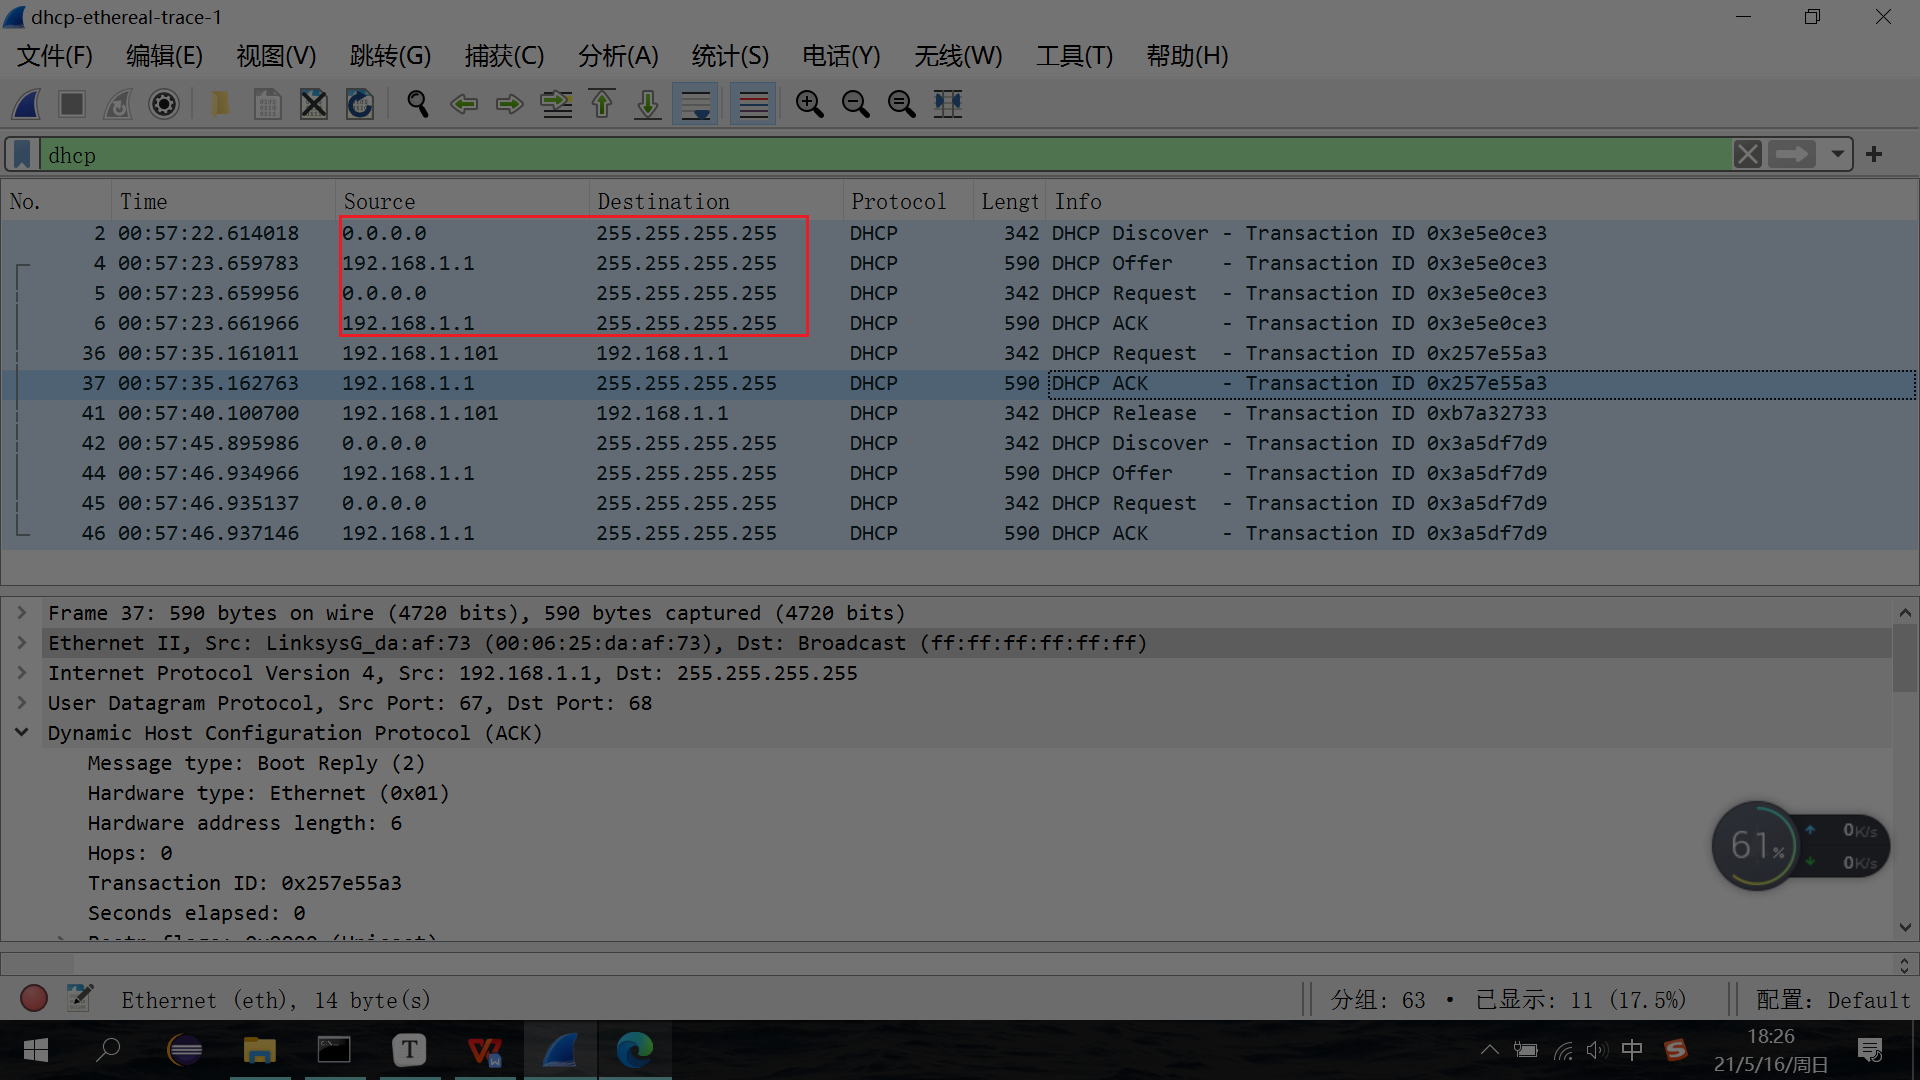 dhcp-ethereal-trace-1
文件(F) 编辑(E) 视图(V) 跳转(G) 捕获(C) 分析(A) 统计(S) 电话(Y) 无线(W) 工具(T) 帮助(H)
dhcp
No. Time Source Destination Protocol Lengt Info
2 00:57:22.614018 0.0.0.0 255.255.255.255 DHCP 342 DHCP Discover - Transaction ID 0x3e5e0ce3
4 00:57:23.659783 192.168.1.1 255.255.255.255 DHCP 590 DHCP Offer - Transaction ID 0x3e5e0ce3
5 00:57:23.659956 0.0.0.0 255.255.255.255 DHCP 342 DHCP Request - Transaction ID 0x3e5e0ce3
6 00:57:23.661966 192.168.1.1 255.255.255.255 DHCP 590 DHCP ACK - Transaction ID 0x3e5e0ce3
36 00:57:35.161011 192.168.1.101 192.168.1.1 DHCP 342 DHCP Request - Transaction ID 0x257e55a3
37 00:57:35.162763 192.168.1.1 255.255.255.255 DHCP 590 DHCP ACK - Transaction ID 0x257e55a3
41 00:57:40.100700 192.168.1.101 192.168.1.1 DHCP 342 DHCP Release - Transaction ID 0xb7a32733
42 00:57:45.895986 0.0.0.0 255.255.255.255 DHCP 342 DHCP Discover - Transaction ID 0x3a5df7d9
44 00:57:46.934966 192.168.1.1 255.255.255.255 DHCP 590 DHCP Offer - Transaction ID 0x3a5df7d9
45 00:57:46.935137 0.0.0.0 255.255.255.255 DHCP 342 DHCP Request - Transaction ID 0x3a5df7d9
46 00:57:46.937146 192.168.1.1 255.255.255.255 DHCP 590 DHCP ACK - Transaction ID 0x3a5df7d9
Frame 37: 590 bytes on wire (4720 bits), 590 bytes captured (4720 bits)
Ethernet II, Src: LinksysG_da:af:73 (00:06:25:da:af:73), Dst: Broadcast (ff:ff:ff:ff:ff:ff)
Internet Protocol Version 4, Src: 192.168.1.1, Dst: 255.255.255.255
User Datagram Protocol, Src Port: 67, Dst Port: 68
Dynamic Host Configuration Protocol (ACK)
Message type: Boot Reply (2)
Hardware type: Ethernet (0x01)
Hardware address length: 6
Hops: 0
Transaction ID: 0x257e55a3
Seconds elapsed: 0
61% 0K/s
0K/s
Ethernet (eth), 14 byte(s) 分组: 63 · 已显示: 11 (17.5%) 配置: Default
T W 中 S 18:26
21/5/16/周日